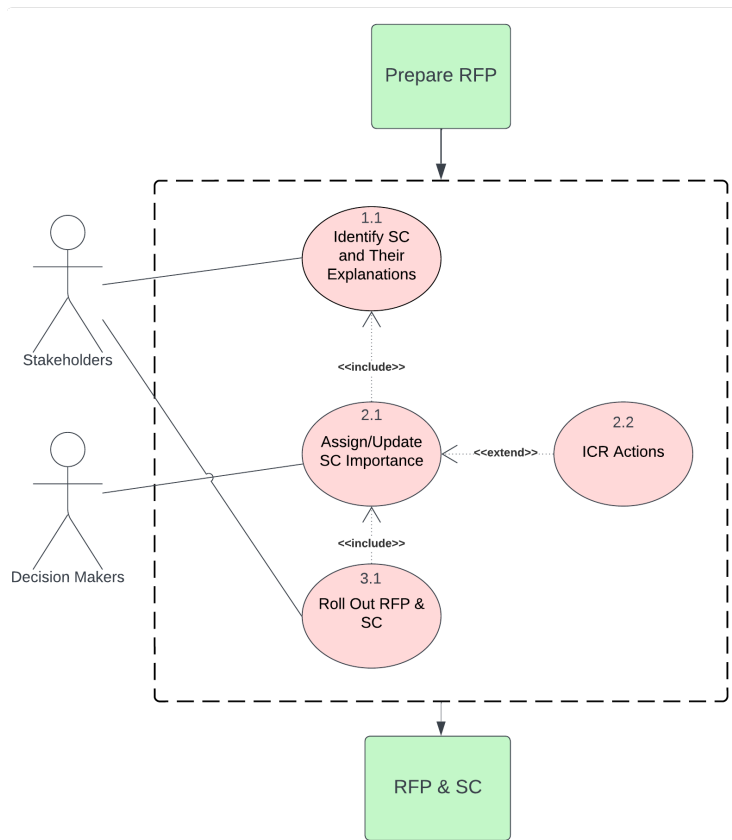 Prepare RFP
1.1
Identify SC
and Their
Explanations
Stakeholders
<<include>>
2.1
Assign/Update
SC Importance
<<extend>>
2.2
ICR Actions
Decision Makers
<<include>>
3.1
Roll Out RFP &
SC
RFP & SC